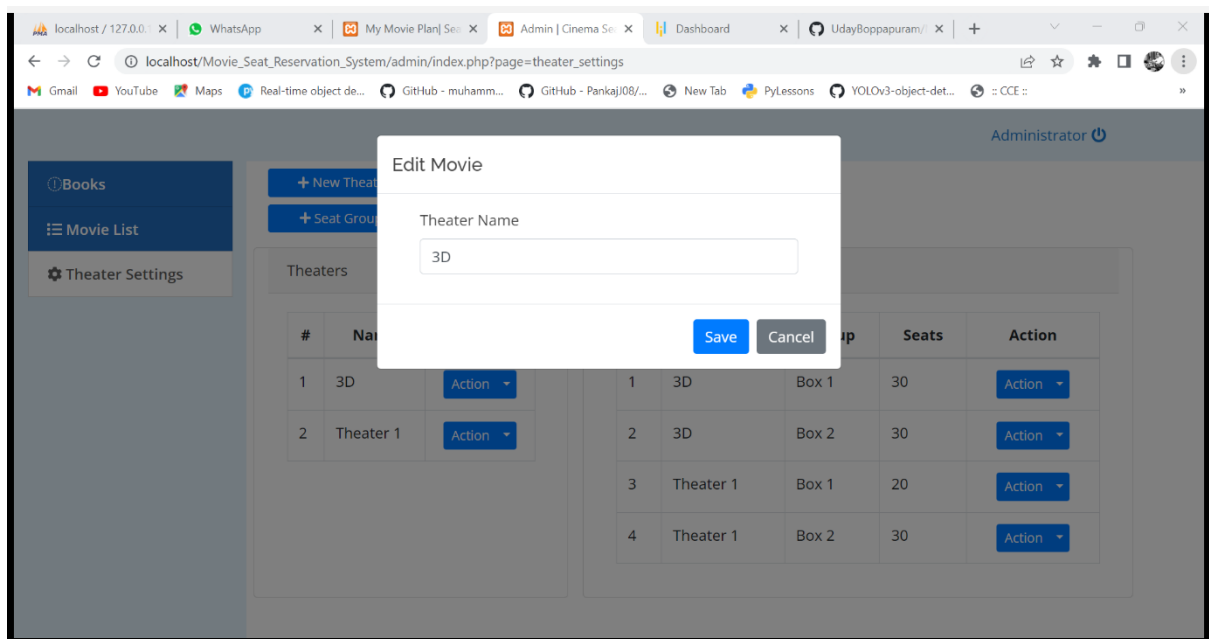 localhost / 127.0.0.
WhatsApp
My Movie Plan| Sea
Admin | Cinema Se
Dashboard
UdayBoppapuram/
localhost/Movie_Seat_Reservation_System/admin/index.php?page=theater_settings
Gmail YouTube Maps Real-time object de... GitHub - muhamm... GitHub - PankajJ08/... New Tab PyLessons YOLOv3-object-det... :: CCE :: »
Administrator
Books
Movie List
Theater Settings
+ New Theat
+ Seat Group
Edit Movie
Theater Name
3D
Save Cancel
Theaters
# Na
1 3D Action
2 Theater 1 Action
up Seats Action
1 3D Box 1 30 Action
2 3D Box 2 30 Action
3 Theater 1 Box 1 20 Action
4 Theater 1 Box 2 30 Action